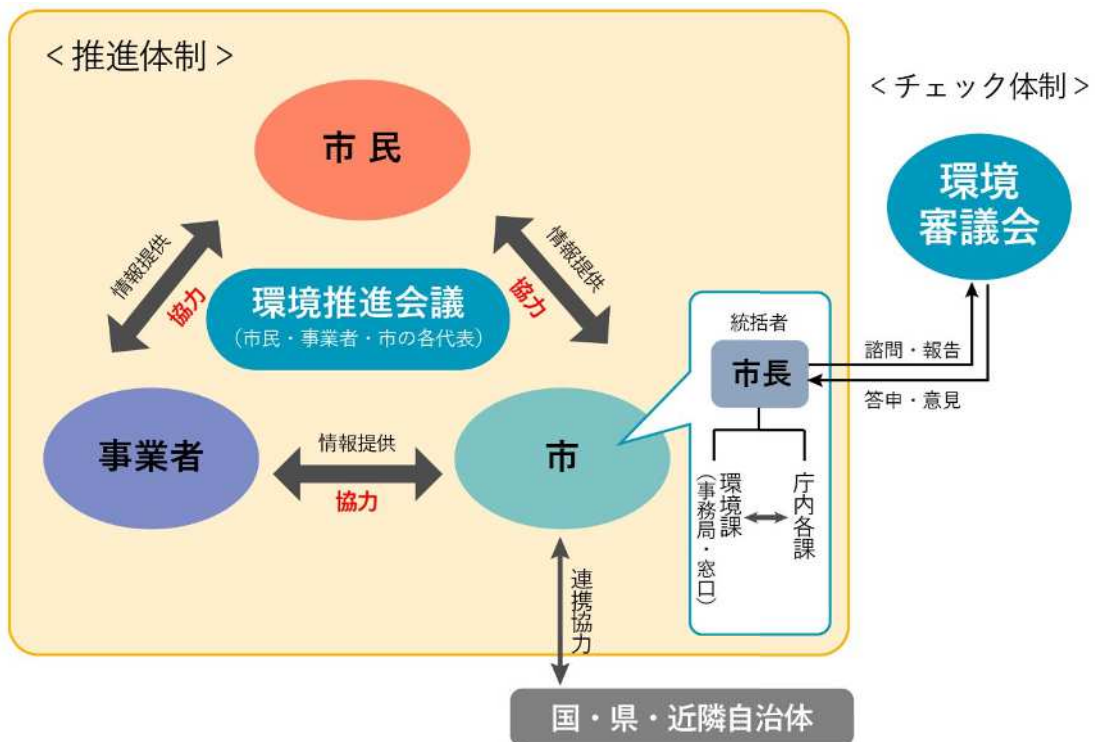 ＜推進体制＞
市民
情報提供
協力
情報提供
協力
環境推進会議
（市民・事業者・市の各代表）
事業者
情報提供
協力
市
統括者
市長
環境課
（事務局・窓口）
庁内各課
連携協力
国・県・近隣自治体
＜チェック体制＞
環境
審議会
諮問・報告
答申・意見